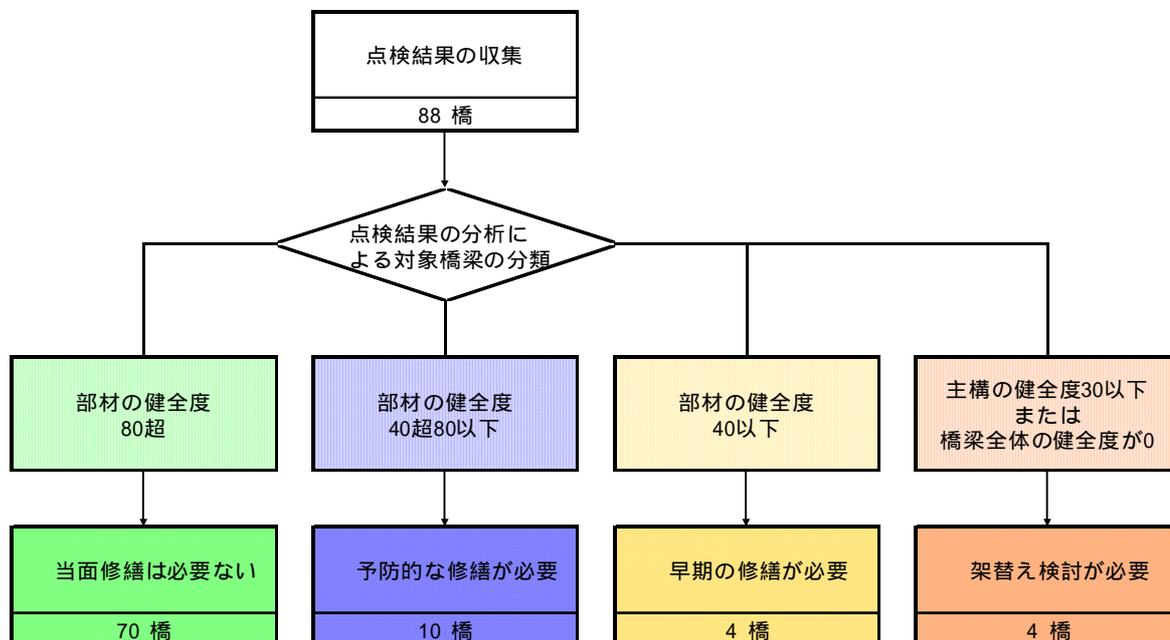 点検結果の収集
88 橋
点検結果の分析に
よる対象橋梁の分類
部材の健全度
80超
部材の健全度
40超80以下
部材の健全度
40以下
主構の健全度30以下
または
橋梁全体の健全度が0
当面修繕は必要ない
予防的な修繕が必要
早期の修繕が必要
架替え検討が必要
70 橋
10 橋
4 橋
4 橋